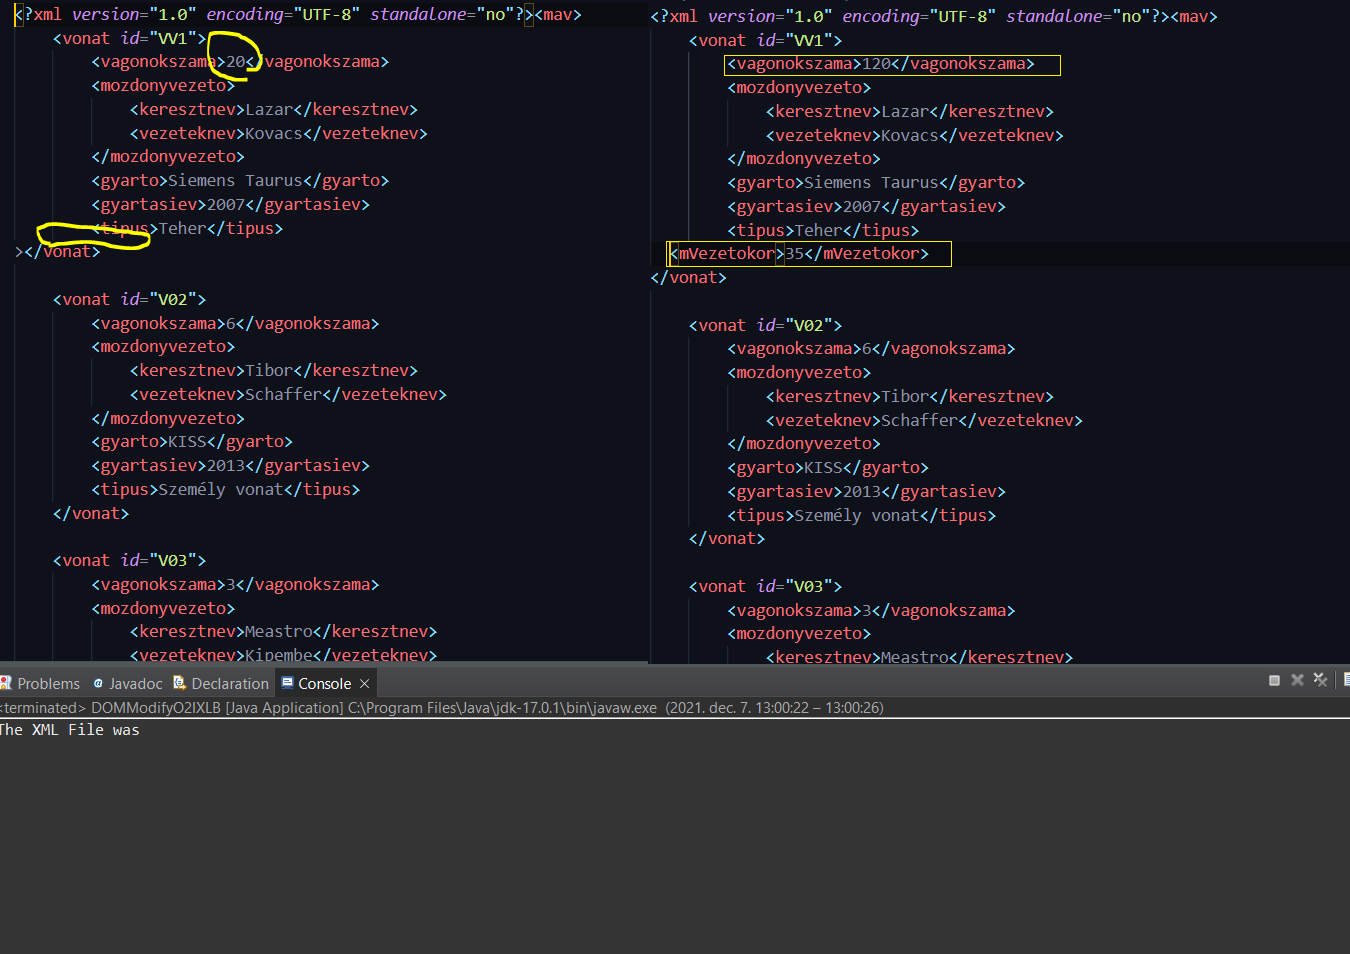 <?xml version="1.0" encoding="UTF-8" standalone="no"?><mav>
<vonat id="VV1">
<vagonokszama>20</vagonokszama>
<mozdonyvezeto>
<keresztnev>Lazar</keresztnev>
<vezeteknev>Kovacs</vezeteknev>
</mozdonyvezeto>
<gyarto>Siemens Taurus</gyarto>
<gyartasiev>2007</gyartasiev>
<tipus>Teher</tipus>
></vonat>
<vonat id="V02">
<vagonokszama>6</vagonokszama>
<mozdonyvezeto>
<keresztnev>Tibor</keresztnev>
<vezeteknev>Schaffer</vezeteknev>
</mozdonyvezeto>
<gyarto>KISS</gyarto>
<gyartasiev>2013</gyartasiev>
<tipus>Személy vonat</tipus>
</vonat>
<vonat id="V03">
<vagonokszama>3</vagonokszama>
<mozdonyvezeto>
<keresztnev>Meastro</keresztnev>
<vezeteknev>Kipembe</vezeteknev>
<?xml version="1.0" encoding="UTF-8" standalone="no"?><mav>
<vonat id="VV1">
<vagonokszama>120</vagonokszama>
<mozdonyvezeto>
<keresztnev>Lazar</keresztnev>
<vezeteknev>Kovacs</vezeteknev>
</mozdonyvezeto>
<gyarto>Siemens Taurus</gyarto>
<gyartasiev>2007</gyartasiev>
<tipus>Teher</tipus>
<mVezetokor>35</mVezetokor>
</vonat>
<vonat id="V02">
<vagonokszama>6</vagonokszama>
<mozdonyvezeto>
<keresztnev>Tibor</keresztnev>
<vezeteknev>Schaffer</vezeteknev>
</mozdonyvezeto>
<gyarto>KISS</gyarto>
<gyartasiev>2013</gyartasiev>
<tipus>Személy vonat</tipus>
</vonat>
<vonat id="V03">
<vagonokszama>3</vagonokszama>
<mozdonyvezeto>
<keresztnev>Meastro</keresztnev>
Problems @ Javadoc Declaration Console
<terminated> DOMModifyO2IXLB [Java Application] C:\Program Files\Java\jdk-17.0.1\bin\javaw.exe (2021. dec. 7. 13:00:22 – 13:00:26)
The XML File was